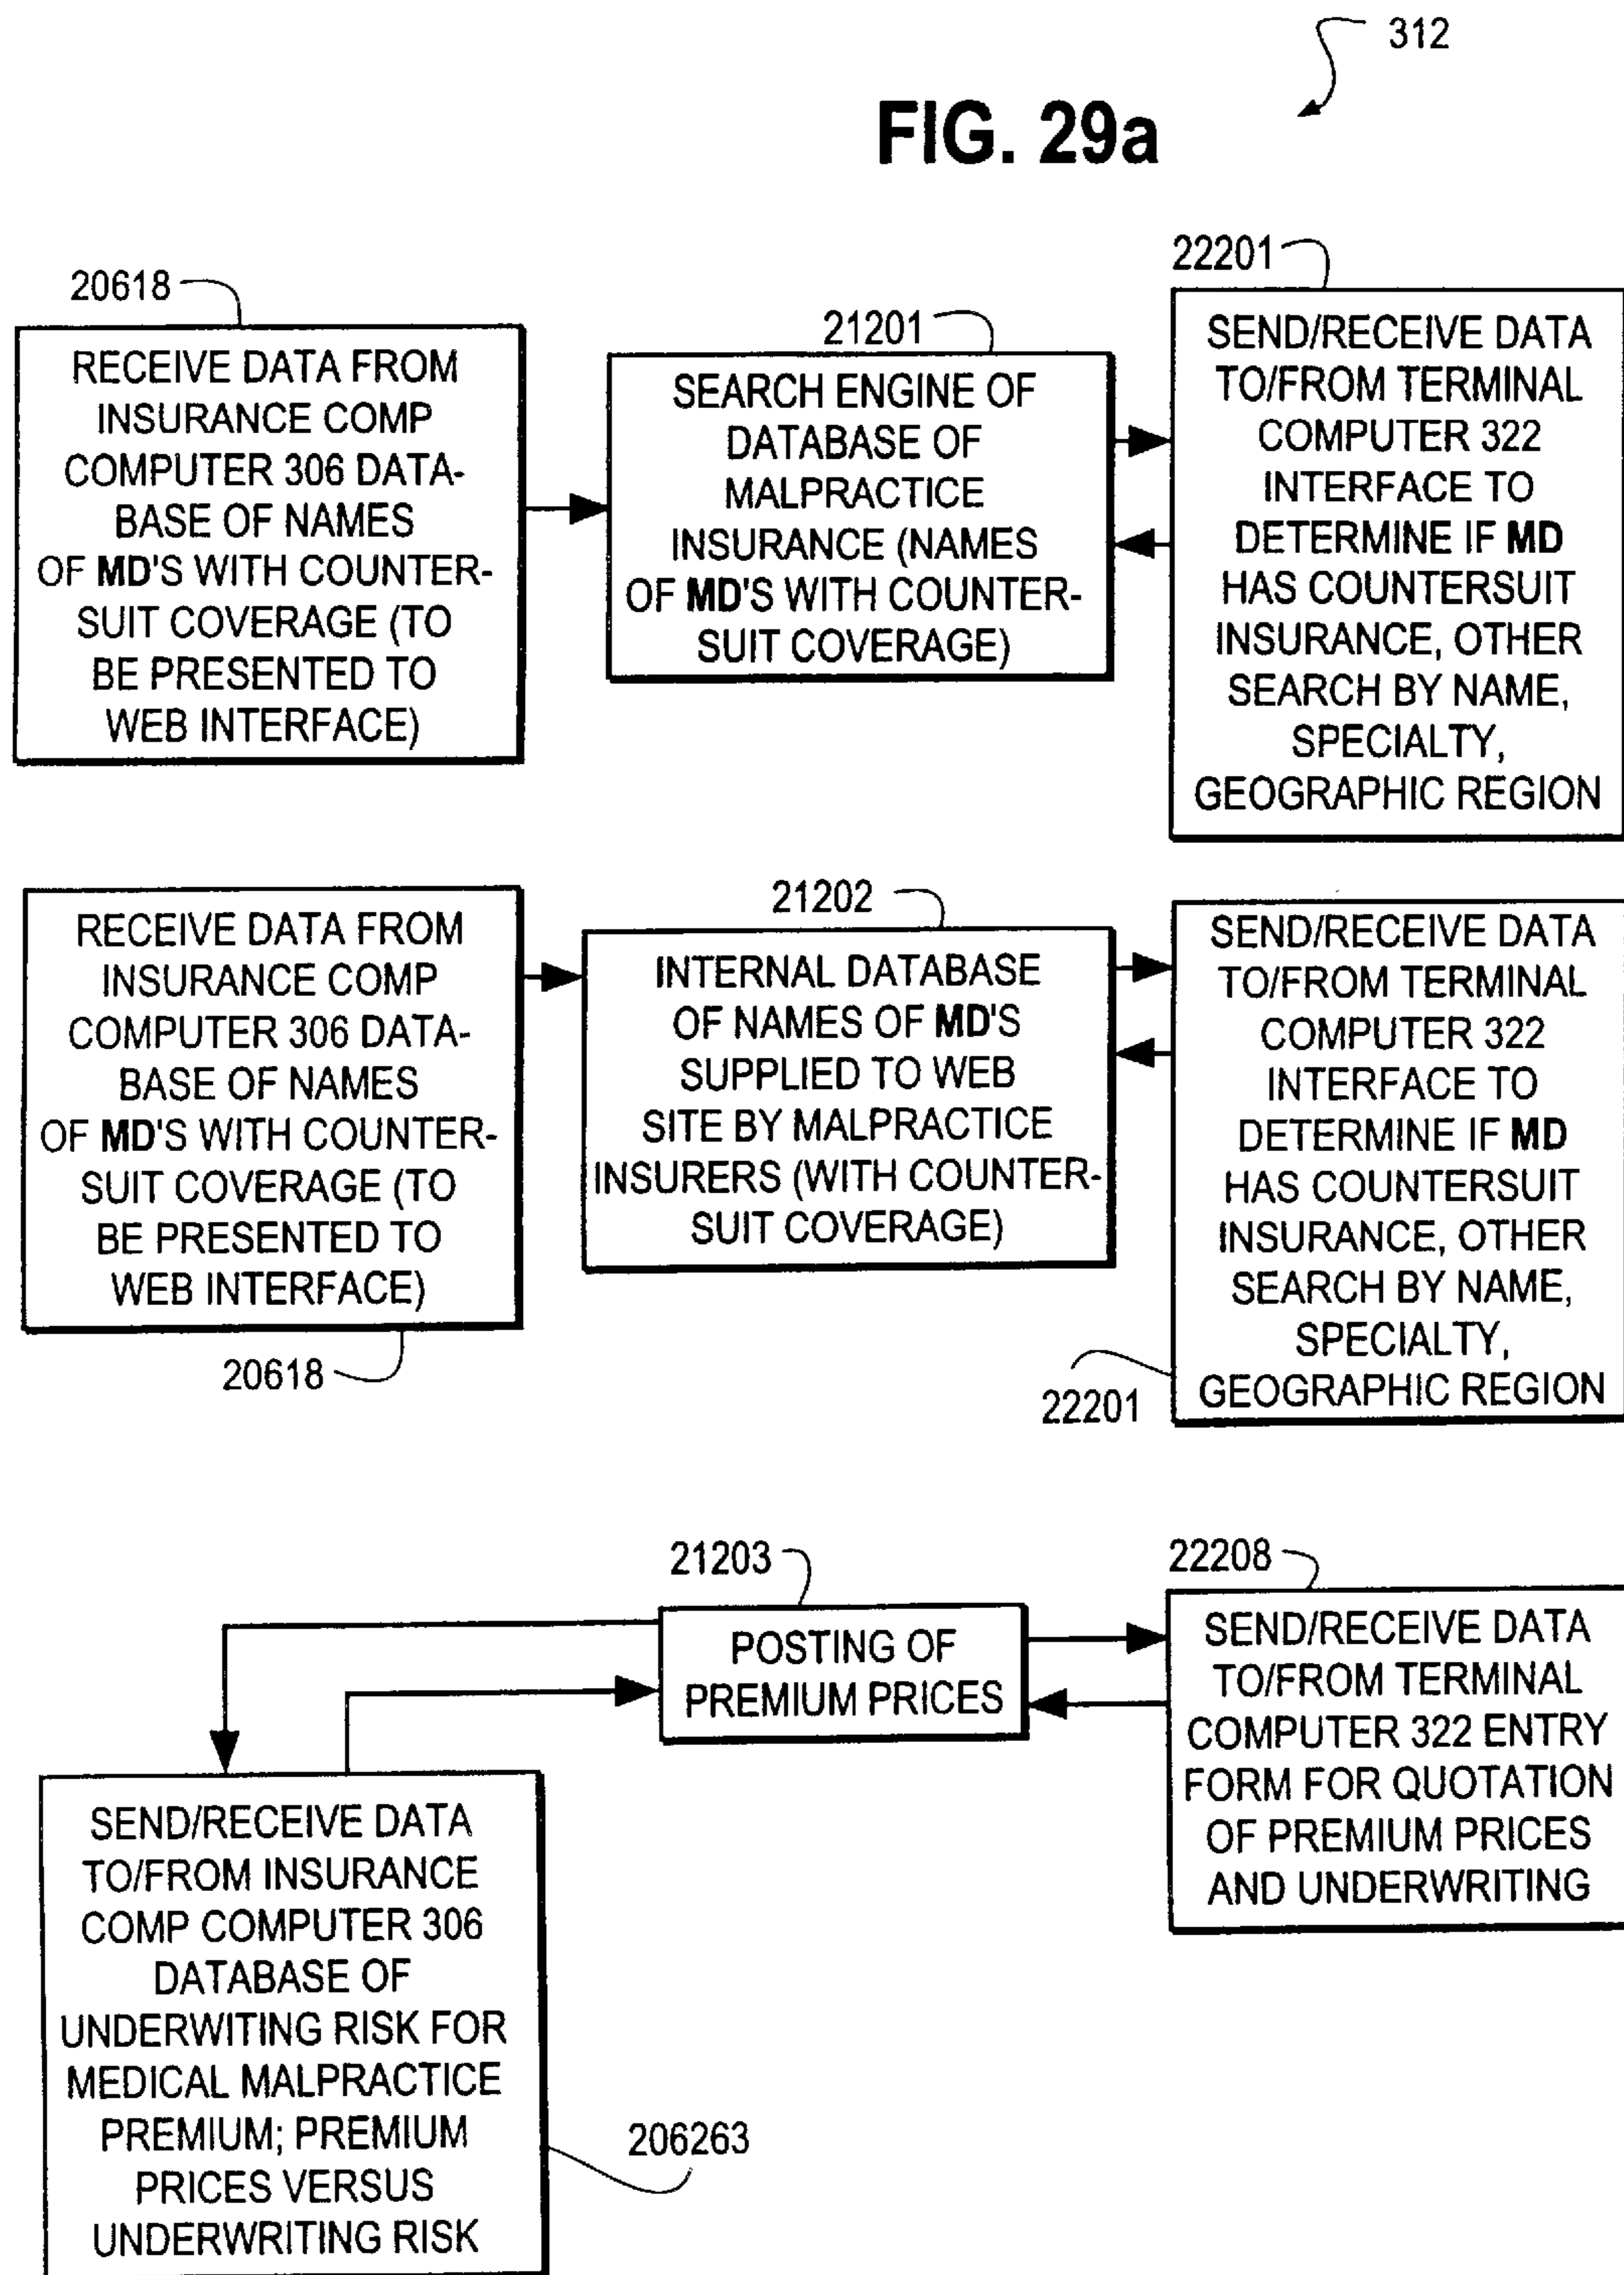 312
FIG. 29a
20618
RECEIVE DATA FROM
INSURANCE COMP
COMPUTER 306 DATA-
BASE OF NAMES
OF MD'S WITH COUNTER-
SUIT COVERAGE (TO
BE PRESENTED TO
WEB INTERFACE)
21201
SEARCH ENGINE OF
DATABASE OF
MALPRACTICE
INSURANCE (NAMES
OF MD'S WITH COUNTER-
SUIT COVERAGE)
22201
SEND/RECEIVE DATA
TO/FROM TERMINAL
COMPUTER 322
INTERFACE TO
DETERMINE IF MD
HAS COUNTERSUIT
INSURANCE, OTHER
SEARCH BY NAME,
SPECIALTY,
GEOGRAPHIC REGION
RECEIVE DATA FROM
INSURANCE COMP
COMPUTER 306 DATA-
BASE OF NAMES
OF MD'S WITH COUNTER-
SUIT COVERAGE (TO
BE PRESENTED TO
WEB INTERFACE)
20618
21202
INTERNAL DATABASE
OF NAMES OF MD'S
SUPPLIED TO WEB
SITE BY MALPRACTICE
INSURERS (WITH COUNTER-
SUIT COVERAGE)
SEND/RECEIVE DATA
TO/FROM TERMINAL
COMPUTER 322
INTERFACE TO
DETERMINE IF MD
HAS COUNTERSUIT
INSURANCE, OTHER
SEARCH BY NAME,
SPECIALTY,
GEOGRAPHIC REGION
22201
21203
POSTING OF
PREMIUM PRICES
22208
SEND/RECEIVE DATA
TO/FROM TERMINAL
COMPUTER 322 ENTRY
FORM FOR QUOTATION
OF PREMIUM PRICES
AND UNDERWRITING
SEND/RECEIVE DATA
TO/FROM INSURANCE
COMP COMPUTER 306
DATABASE OF
UNDERWITING RISK FOR
MEDICAL MALPRACTICE
PREMIUM; PREMIUM
PRICES VERSUS
UNDERWRITING RISK
206263